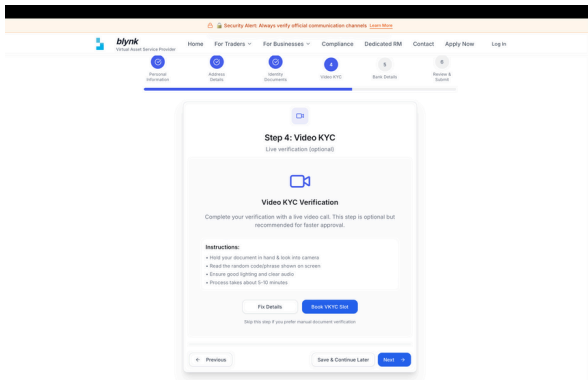 Security Alert: Always verify official communication channels Learn More
blynk
Virtual Asset Service Provider
Home For Traders For Businesses Compliance Dedicated RM Contact Apply Now Log In
4 5 6
Personal Information
Address Details
Identity Documents
Video KYC
Bank Details
Review & Submit
Step 4: Video KYC
Live verification (optional)
Video KYC Verification
Complete your verification with a live video call. This step is optional but
recommended for faster approval.
Instructions:
• Hold your document in hand & look into camera
• Read the random code/phrase shown on screen
• Ensure good lighting and clear audio
• Process takes about 5-10 minutes
Fix Details Book VKYC Slot
Skip this step if you prefer manual document verification
← Previous Save & Continue Later Next →